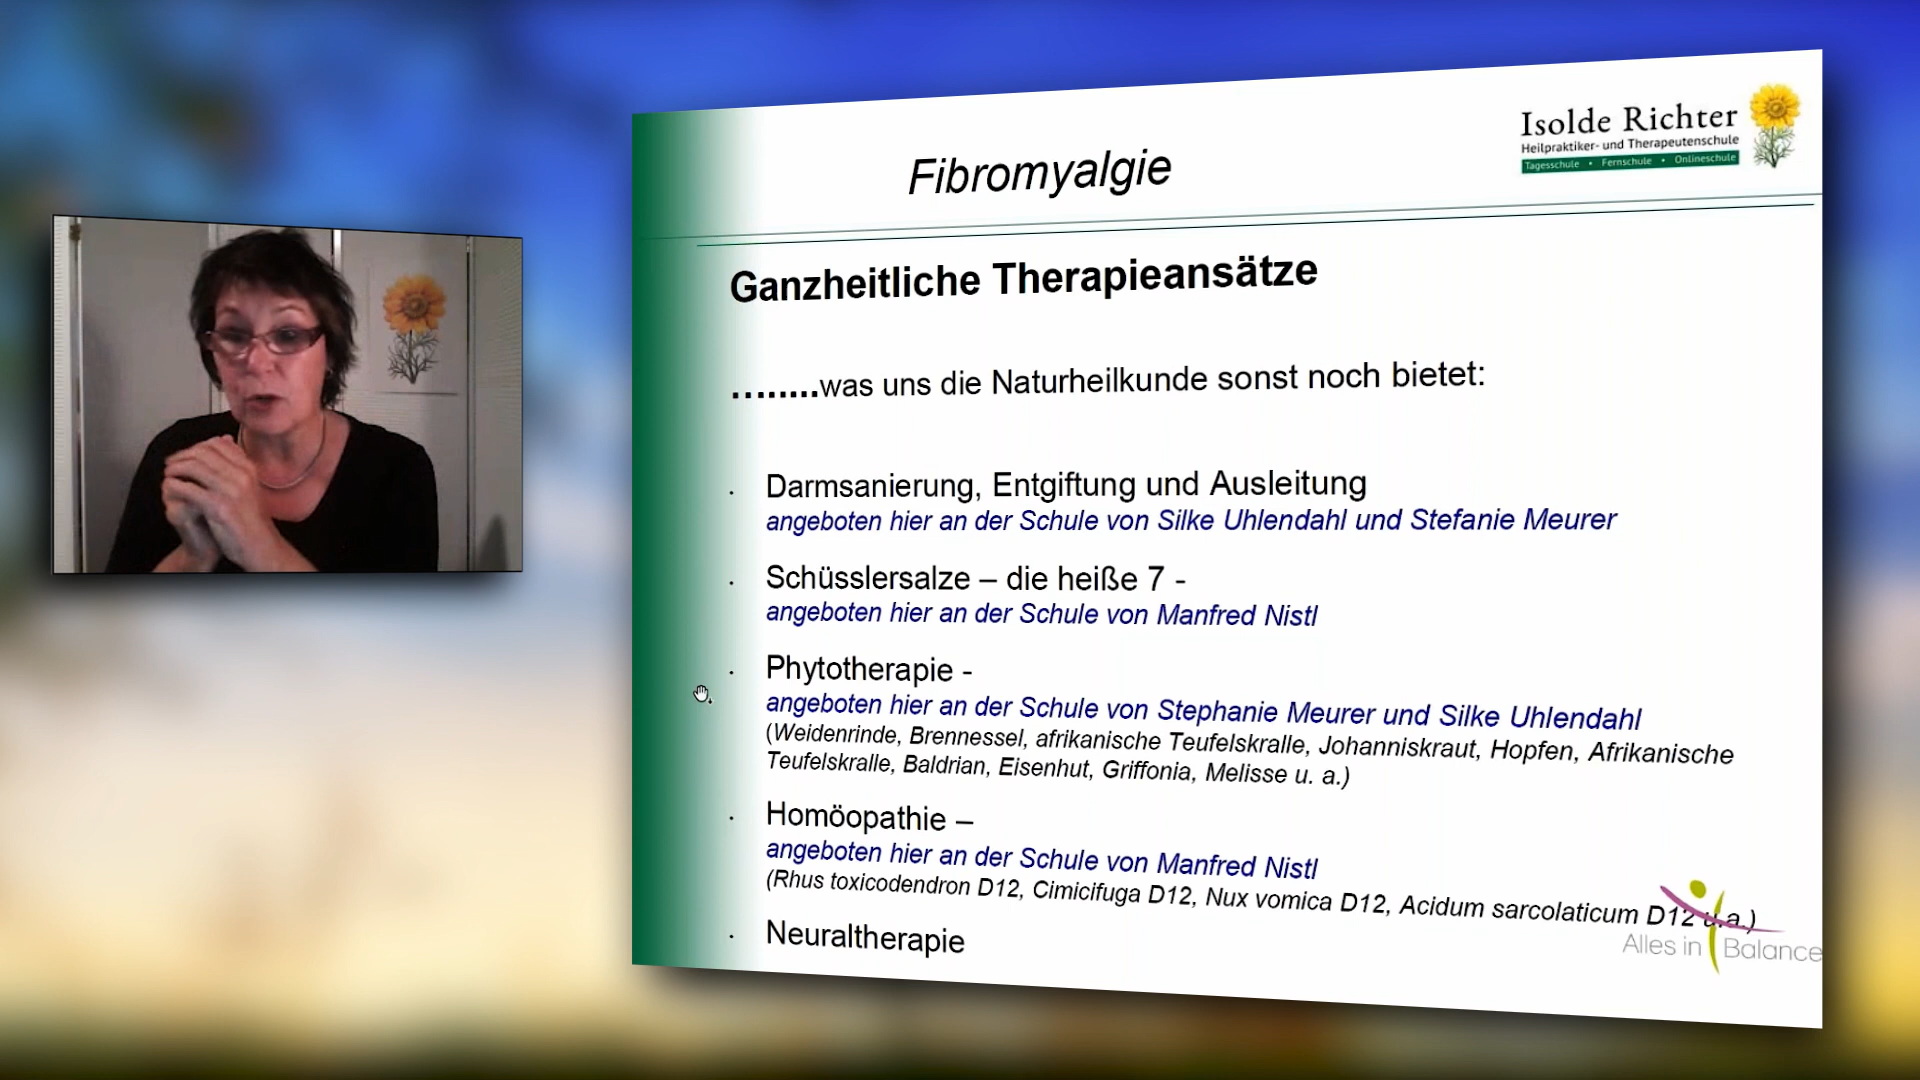 Isolde Richter
Heilpraktiker- und Therapeutenschule
Tagesschule • Fernschule • Onlineschule
Fibromyalgie
Ganzheitliche Therapieansätze
........was uns die Naturheilkunde sonst noch bietet:
. Darmsanierung, Entgiftung und Ausleitung
angeboten hier an der Schule von Silke Uhlendahl und Stefanie Meurer
. Schüsslersalze – die heiße 7 -
angeboten hier an der Schule von Manfred Nistl
. Phytotherapie -
angeboten hier an der Schule von Stephanie Meurer und Silke Uhlendahl
(Weidenrinde, Brennessel, afrikanische Teufelskralle, Johanniskraut, Hopfen, Afrikanische
Teufelskralle, Baldrian, Eisenhut, Griffonia, Melisse u. a.)
. Homöopathie –
angeboten hier an der Schule von Manfred Nistl
(Rhus toxicodendron D12, Cimicifuga D12, Nux vomica D12, Acidum sarcolaticum D12 u.a.)
. Neuraltherapie
Alles in Balance